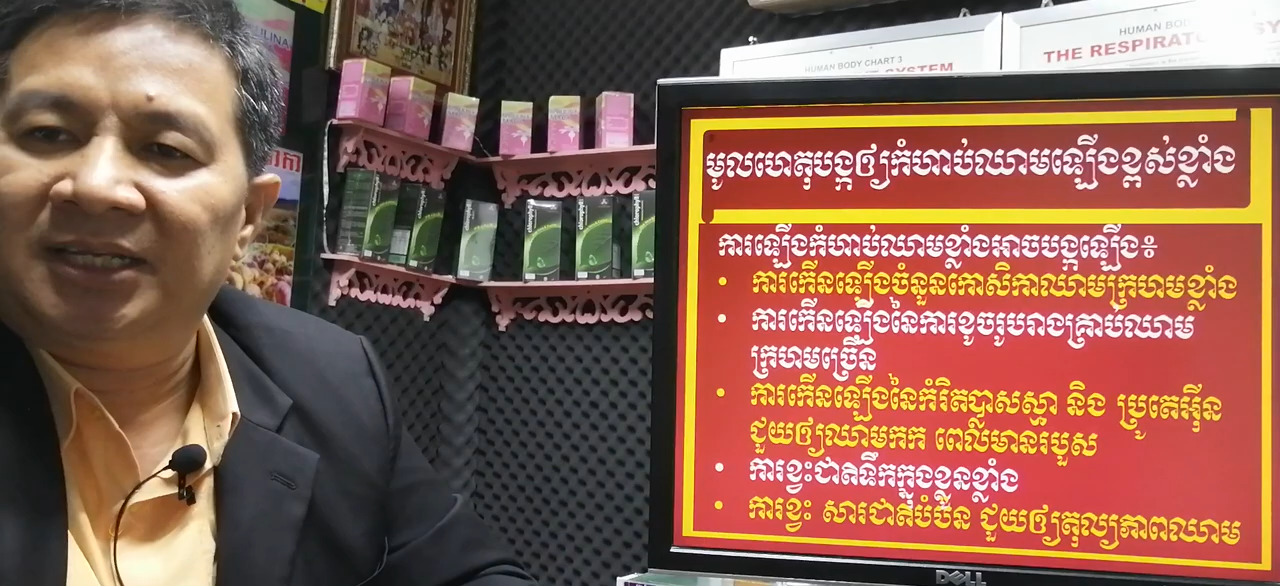 HUMAN BODY CHART 3
SYSTEM
HUMAN BO
THE RESPIRATO SY
ULINA
មូលហេតុបង្កឲ្យកំហាប់ឈាមឡើងខ្ពស់ខ្លាំង
ការឡើងកំហាប់ឈាមខ្លាំងអាចបង្កឡើង៖
• ការកើនឡើងចំនួនកោសិកាឈាមក្រហមខ្លាំង
• ការកើនឡើងនៃការខូចរូបរាងគ្រាប់ឈាម
ក្រហមច្រើន
• ការកើនឡើងនៃកំរិតប្លាសស្មា និង ប្រូតេអ៊ីន
ជួយឲ្យឈាមកក ពេលមានរបួស
• ការខ្វះជាតិទឹកក្នុងខ្លួនខ្លាំង
• ការខ្វះ សារជាតិបំប៉ន ជួយឲ្យតុល្យភាពឈាម
DELL